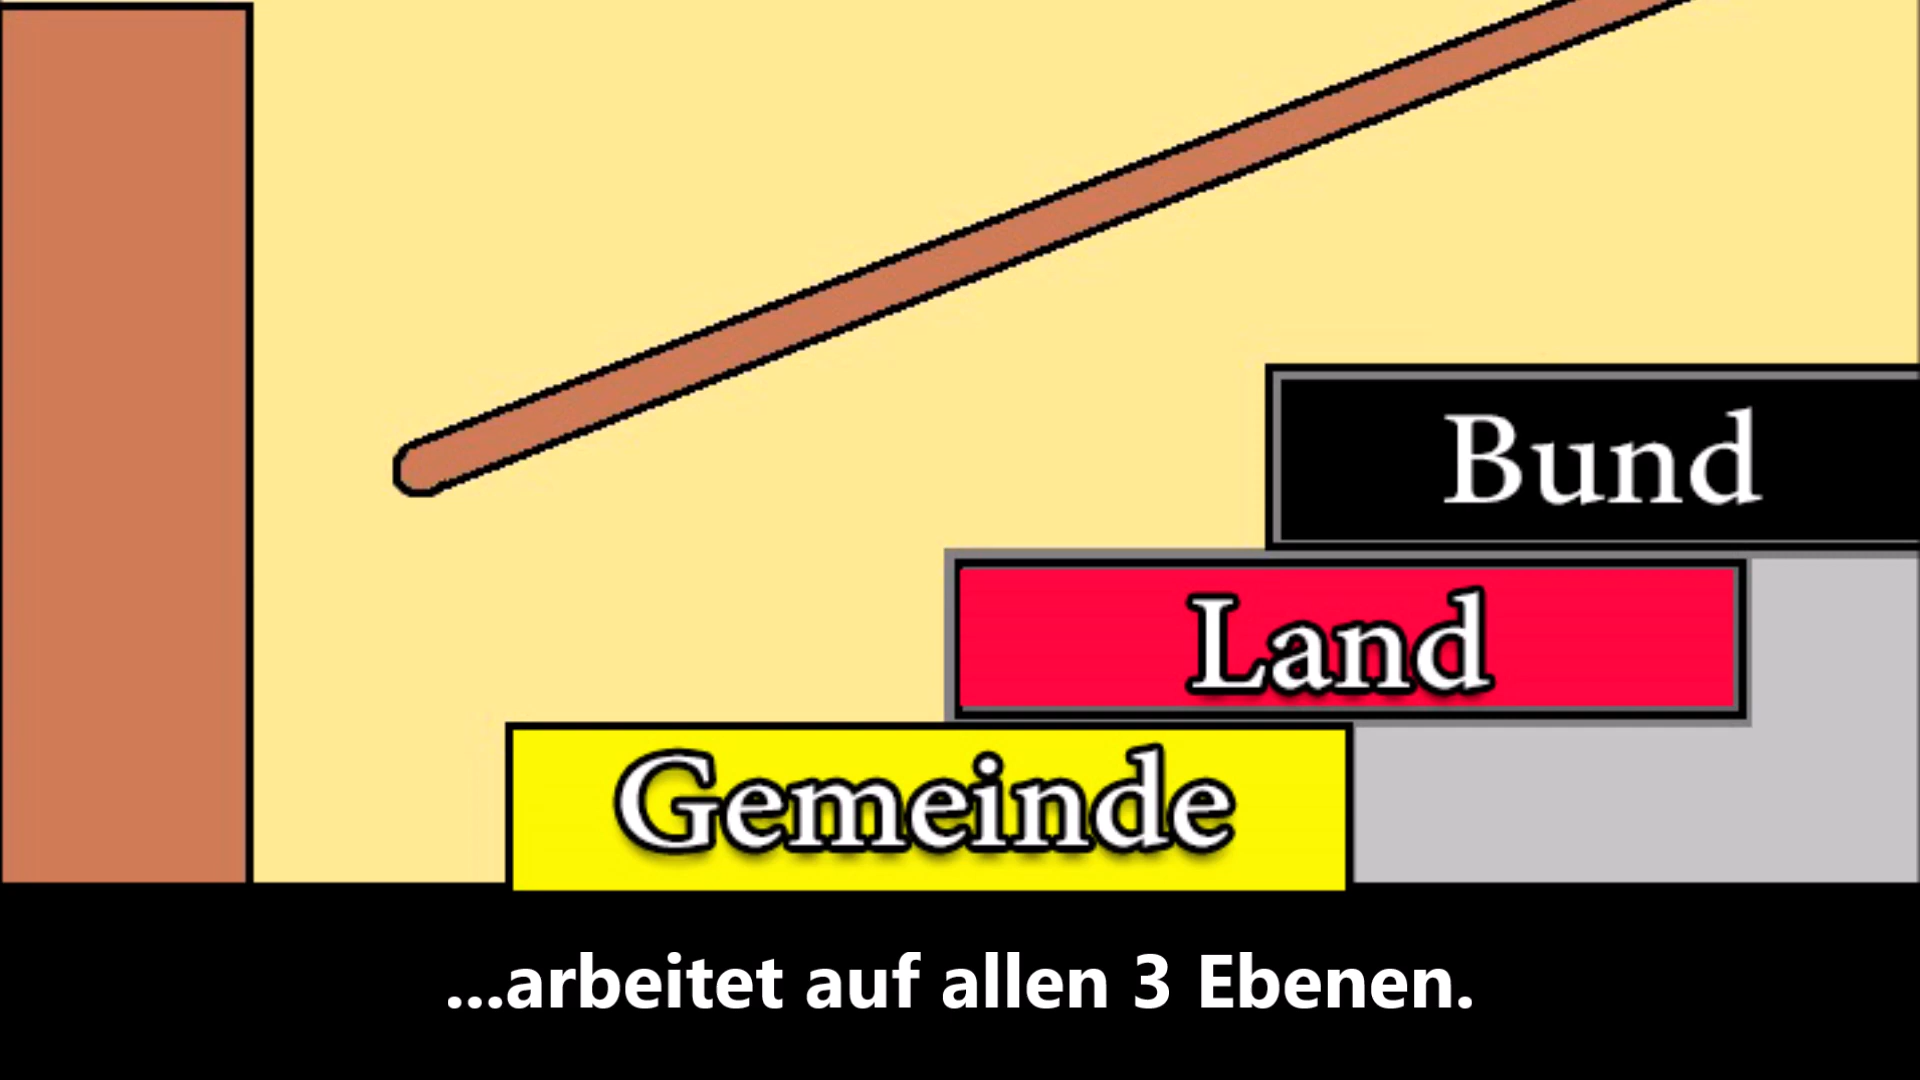 Bund
Land
Gemeinde
...arbeitet auf allen 3 Ebenen.